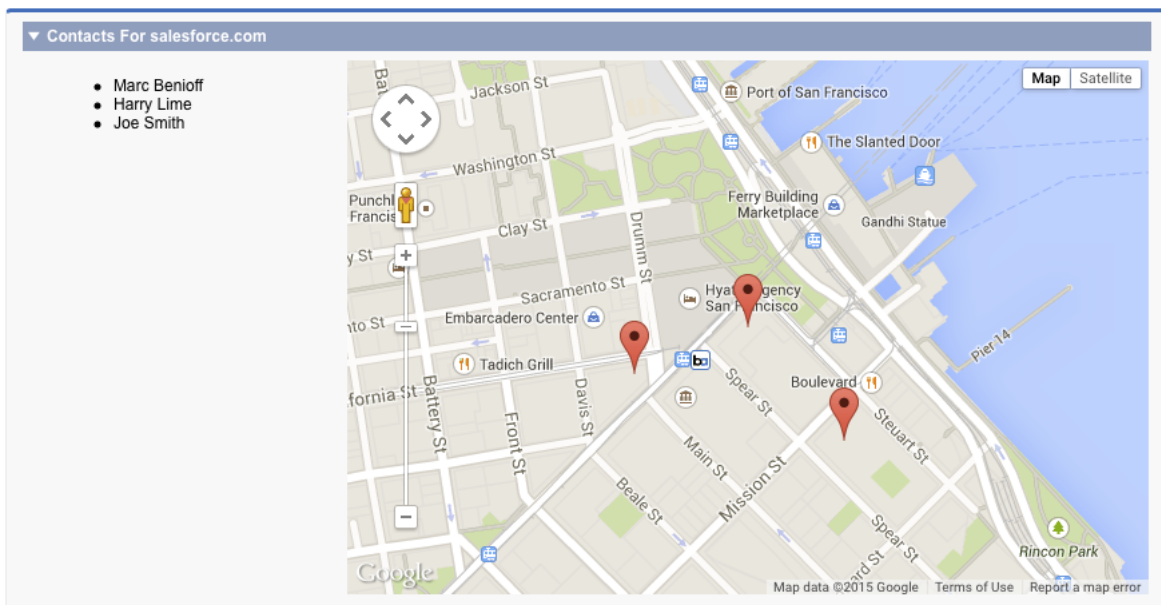 Contacts For salesforce.com
Marc Benioff
Harry Lime
Joe Smith
Map
Satellite
Jackson St
Port of San Francisco
The Slanted Door
Washington St
Ferry Building
Marketplace
Gandhi Statue
Clay St
Drumm St
Sacramento St
Embarcadero Center
San Francisco
Pier 14
Tadich Grill
Boulevard
Battery St
Front St
Davis St
Spear St
Steuart St
Main St
Mission St
Beale St
Spear St
Rincon Park
Google
Map data ©2015 Google
Terms of Use
Report a map error